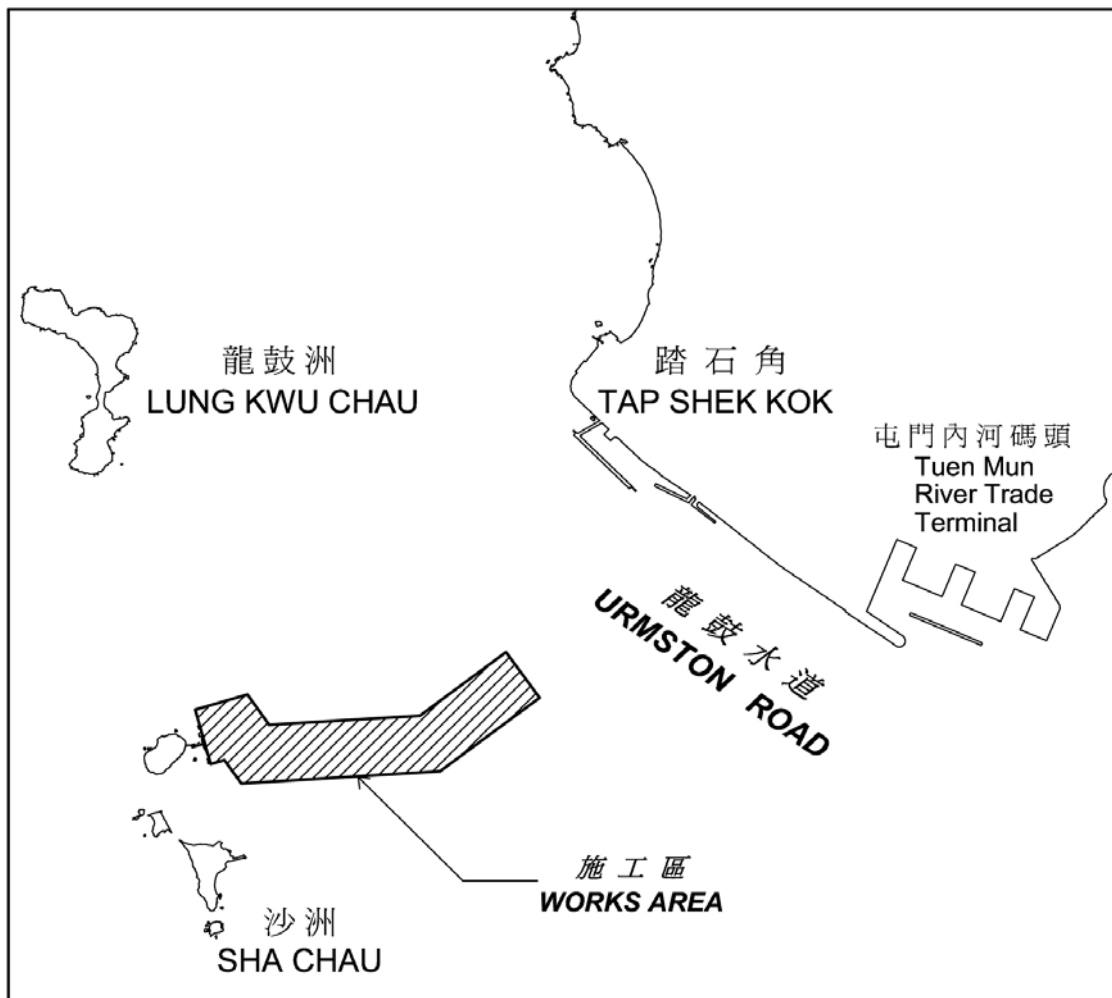 龍鼓洲
LUNG KWU CHAU
踏石角
TAP SHEK KOK
屯門內河碼頭
Tuen Mun
River Trade
Terminal
龍鼓水道
URMSTON ROAD
施工區
WORKS AREA
沙洲
SHA CHAU